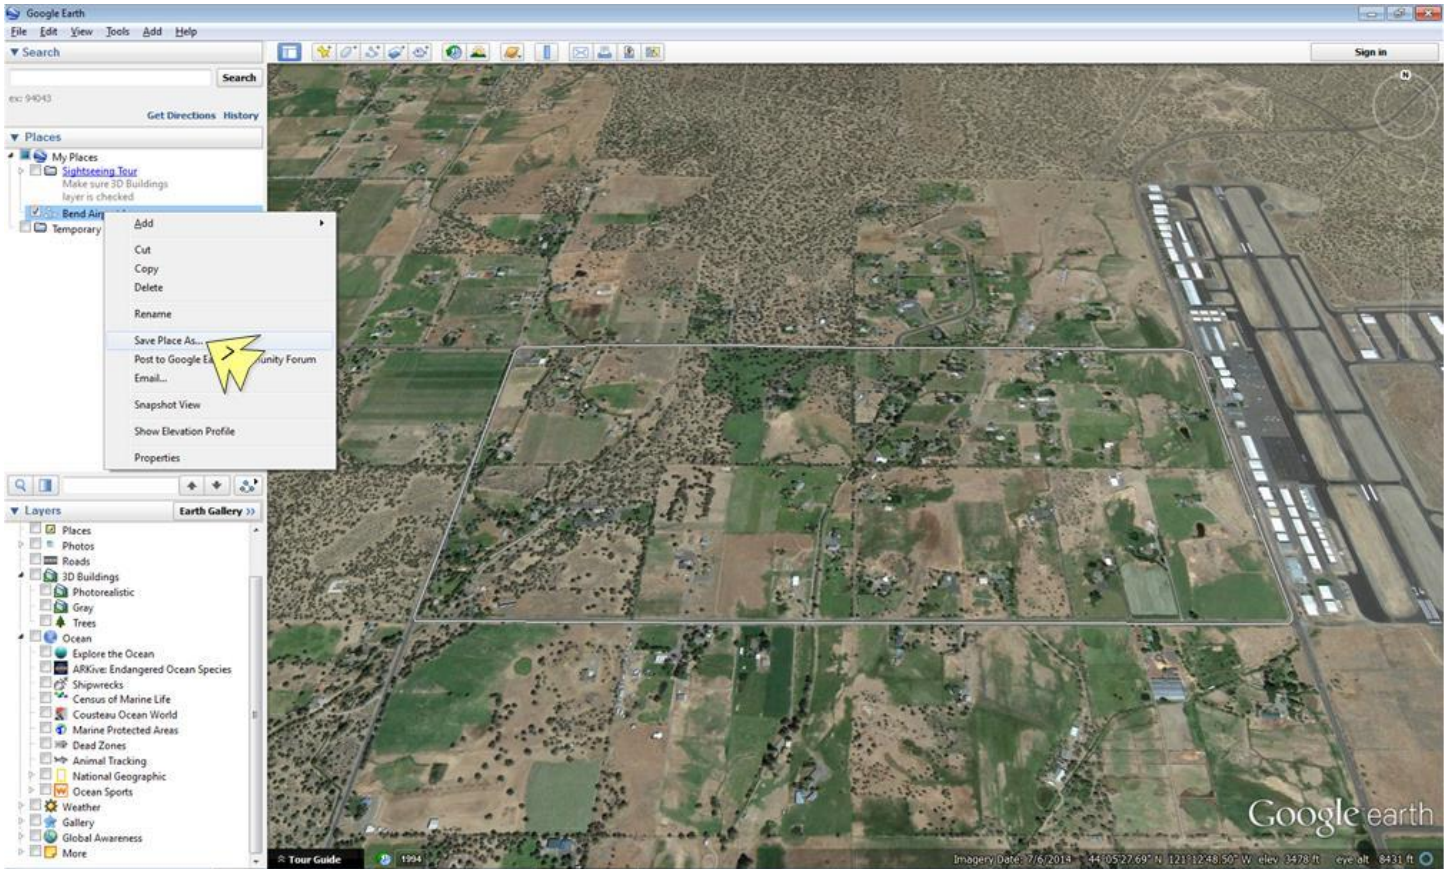 Google Earth
File Edit View Tools Add Help
Search
Sign in
Search
ex: 94043
Get Directions History
Places
My Places
Sightseeing Tour
Make sure 3D Buildings
layer is checked
Bend
Temporary
Add
Cut
Copy
Delete
Rename
Save Place As...
Post to Google Forum
Email...
Snapshot View
Show Elevation Profile
Properties
Layers
Earth Gallery >>
Places
Photos
Roads
3D Buildings
Photorealistic
Gray
Trees
Ocean
Explore the Ocean
ARKive: Endangered Ocean Species
Shipwrecks
Census of Marine Life
Cousteau Ocean World
Marine Protected Areas
Dead Zones
Animal Tracking
National Geographic
Ocean Sports
Weather
Gallery
Global Awareness
More
N
>
Google earth
Tour Guide
1994
Imagery Date: 7/6/2014 44°05'27.69" N 121°12'48.50" W elev 3478 ft eye alt 8431 ft